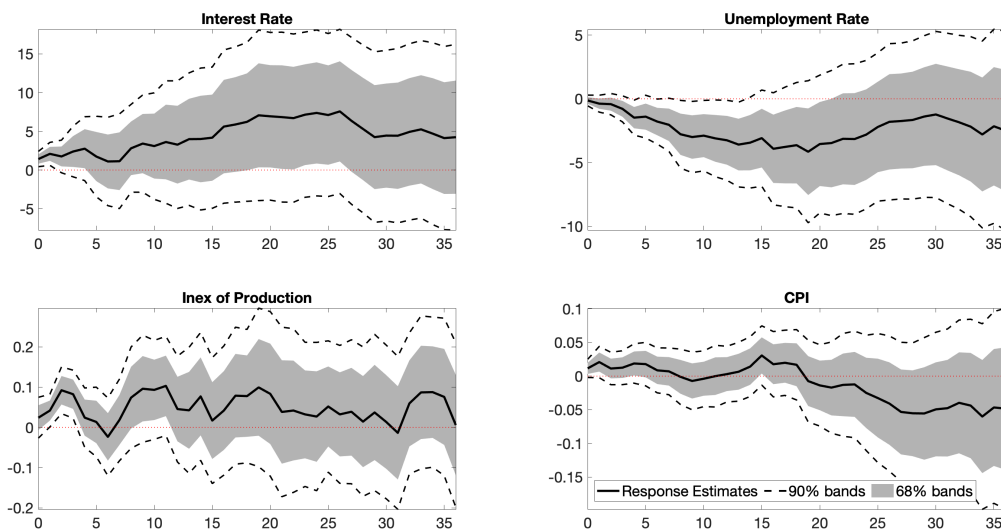 Interest Rate
15
10
5
0
-5
0 5 10 15 20 25 30 35
Unemployment Rate
5
0
-5
-10
0 5 10 15 20 25 30 35
Inex of Production
0.2
0.1
0
-0.1
-0.2
0 5 10 15 20 25 30 35
CPI
0.1
0.05
0
-0.05
-0.1
-0.15
0 5 10 15 20 25 30 35
Response Estimates 90% bands 68% bands